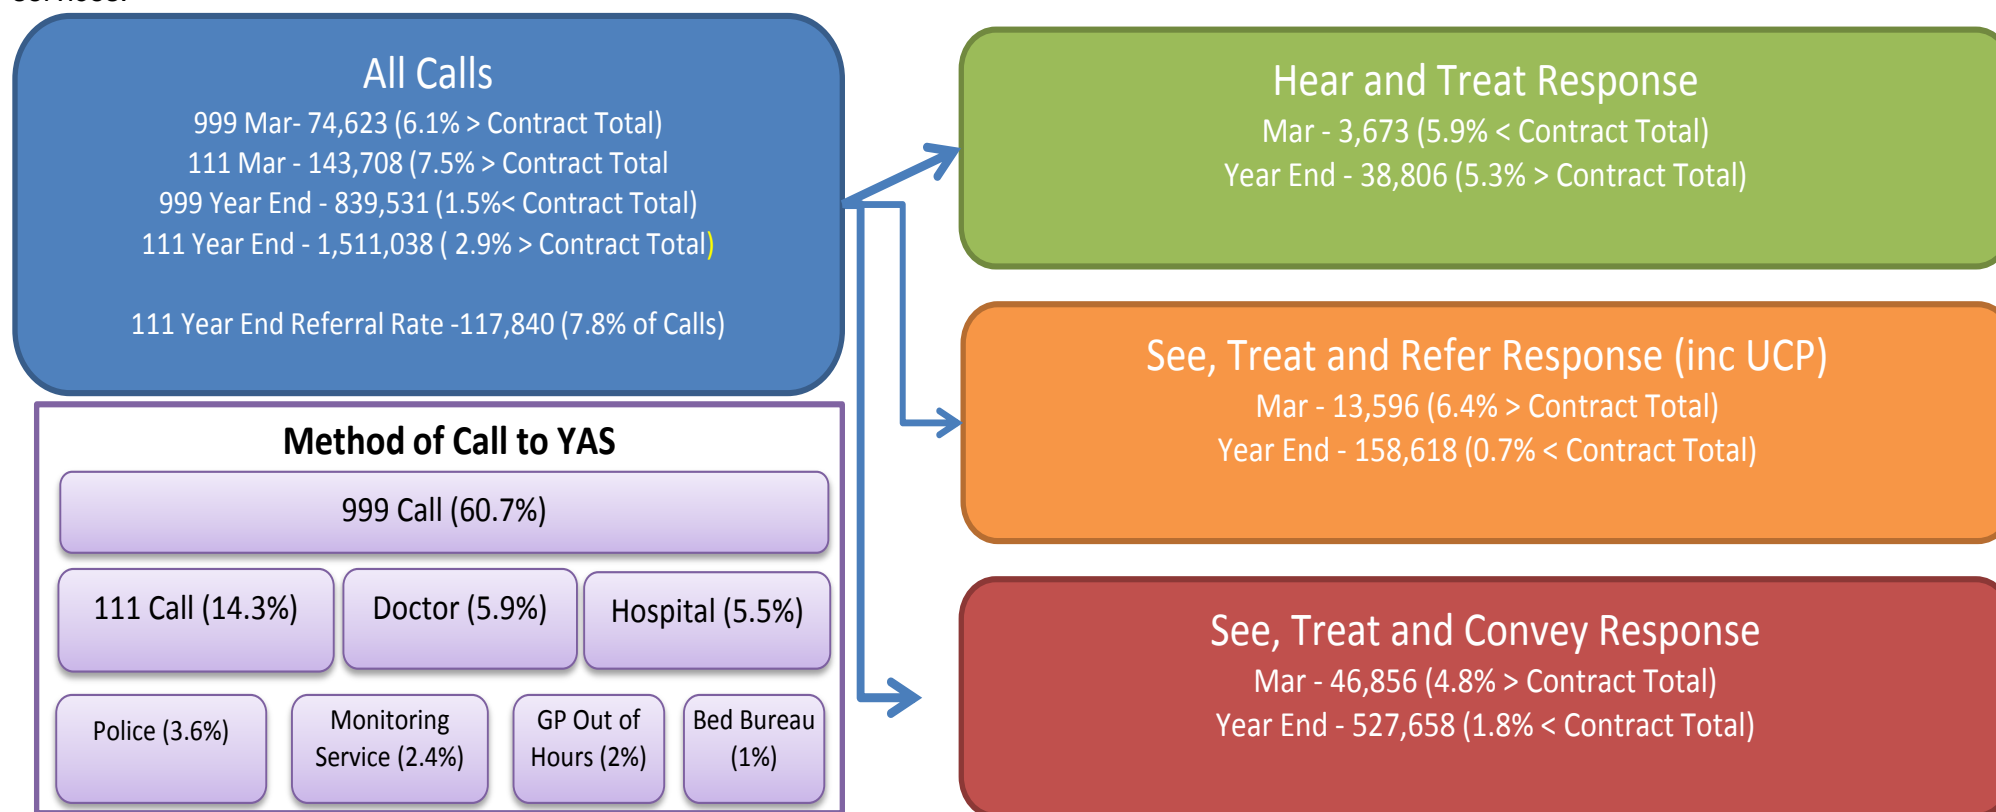 All Calls
999 Mar- 74,623 (6.1% > Contract Total)
111 Mar - 143,708 (7.5% > Contract Total
999 Year End - 839,531 (1.5%< Contract Total)
111 Year End - 1,511,038 ( 2.9% > Contract Total)
111 Year End Referral Rate -117,840 (7.8% of Calls)
Method of Call to YAS
999 Call (60.7%)
111 Call (14.3%)
Doctor (5.9%)
Hospital (5.5%)
Police (3.6%)
Monitoring
Service (2.4%)
GP Out of
Hours (2%)
Bed Bureau
(1%)
Hear and Treat Response
Mar - 3,673 (5.9% < Contract Total)
Year End - 38,806 (5.3% > Contract Total)
See, Treat and Refer Response (inc UCP)
Mar - 13,596 (6.4% > Contract Total)
Year End - 158,618 (0.7% < Contract Total)
See, Treat and Convey Response
Mar - 46,856 (4.8% > Contract Total)
Year End - 527,658 (1.8% < Contract Total)